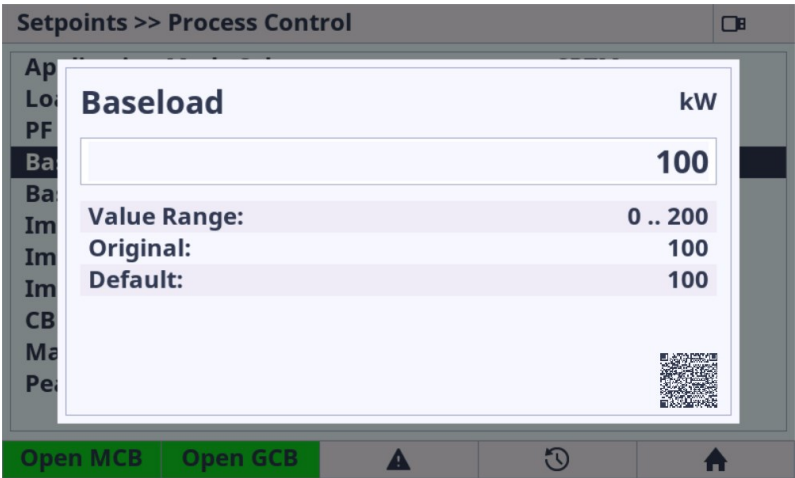 Setpoints >> Process Control
Baseload kW
100
Value Range: 0 .. 200
Original: 100
Default: 100
Open MCB Open GCB